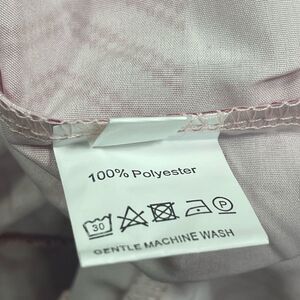 100% Polyester
30 P
GENTLE MACHINE WASH